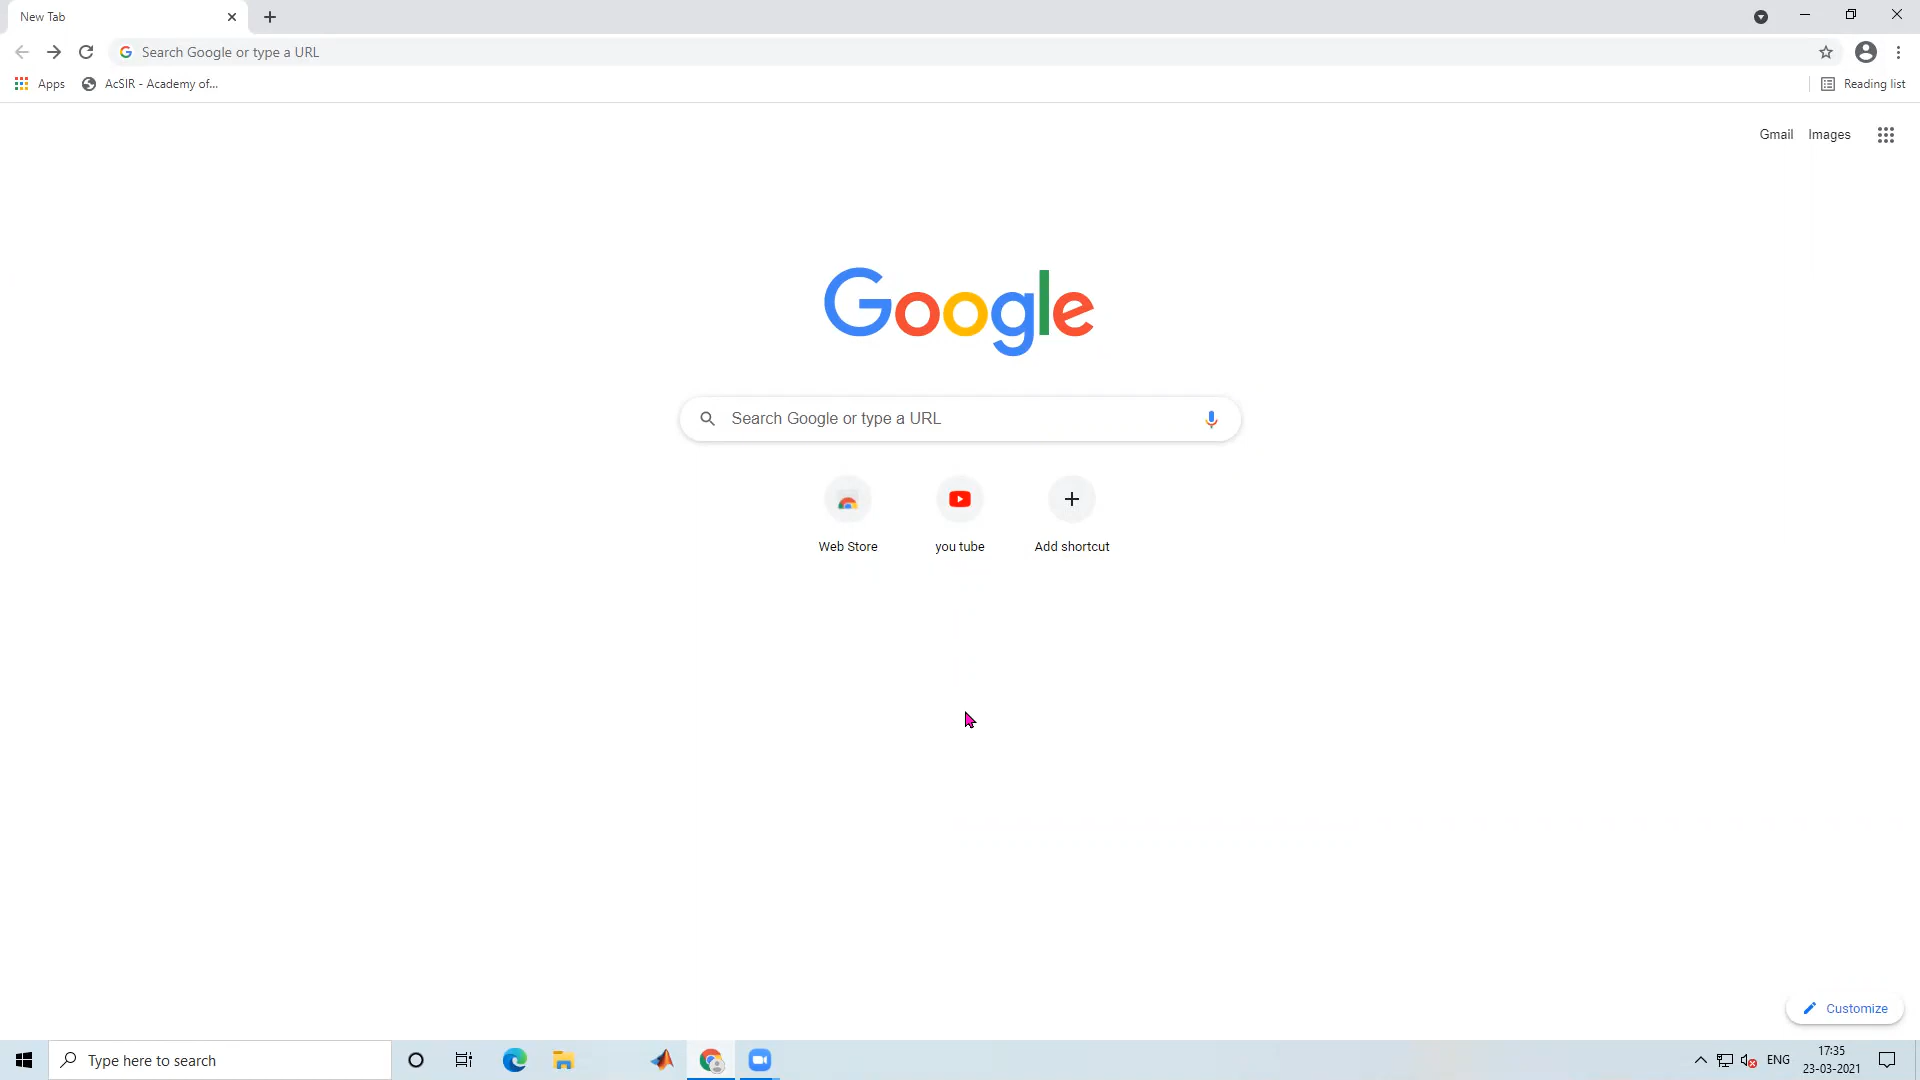 New Tab
Search Google or type a URL
Apps
AcSIR - Academy of...
Reading list
Gmail
Images
Google
Search Google or type a URL
Web Store
you tube
Add shortcut
Customize
Type here to search
ENG
17:35
23-03-2021